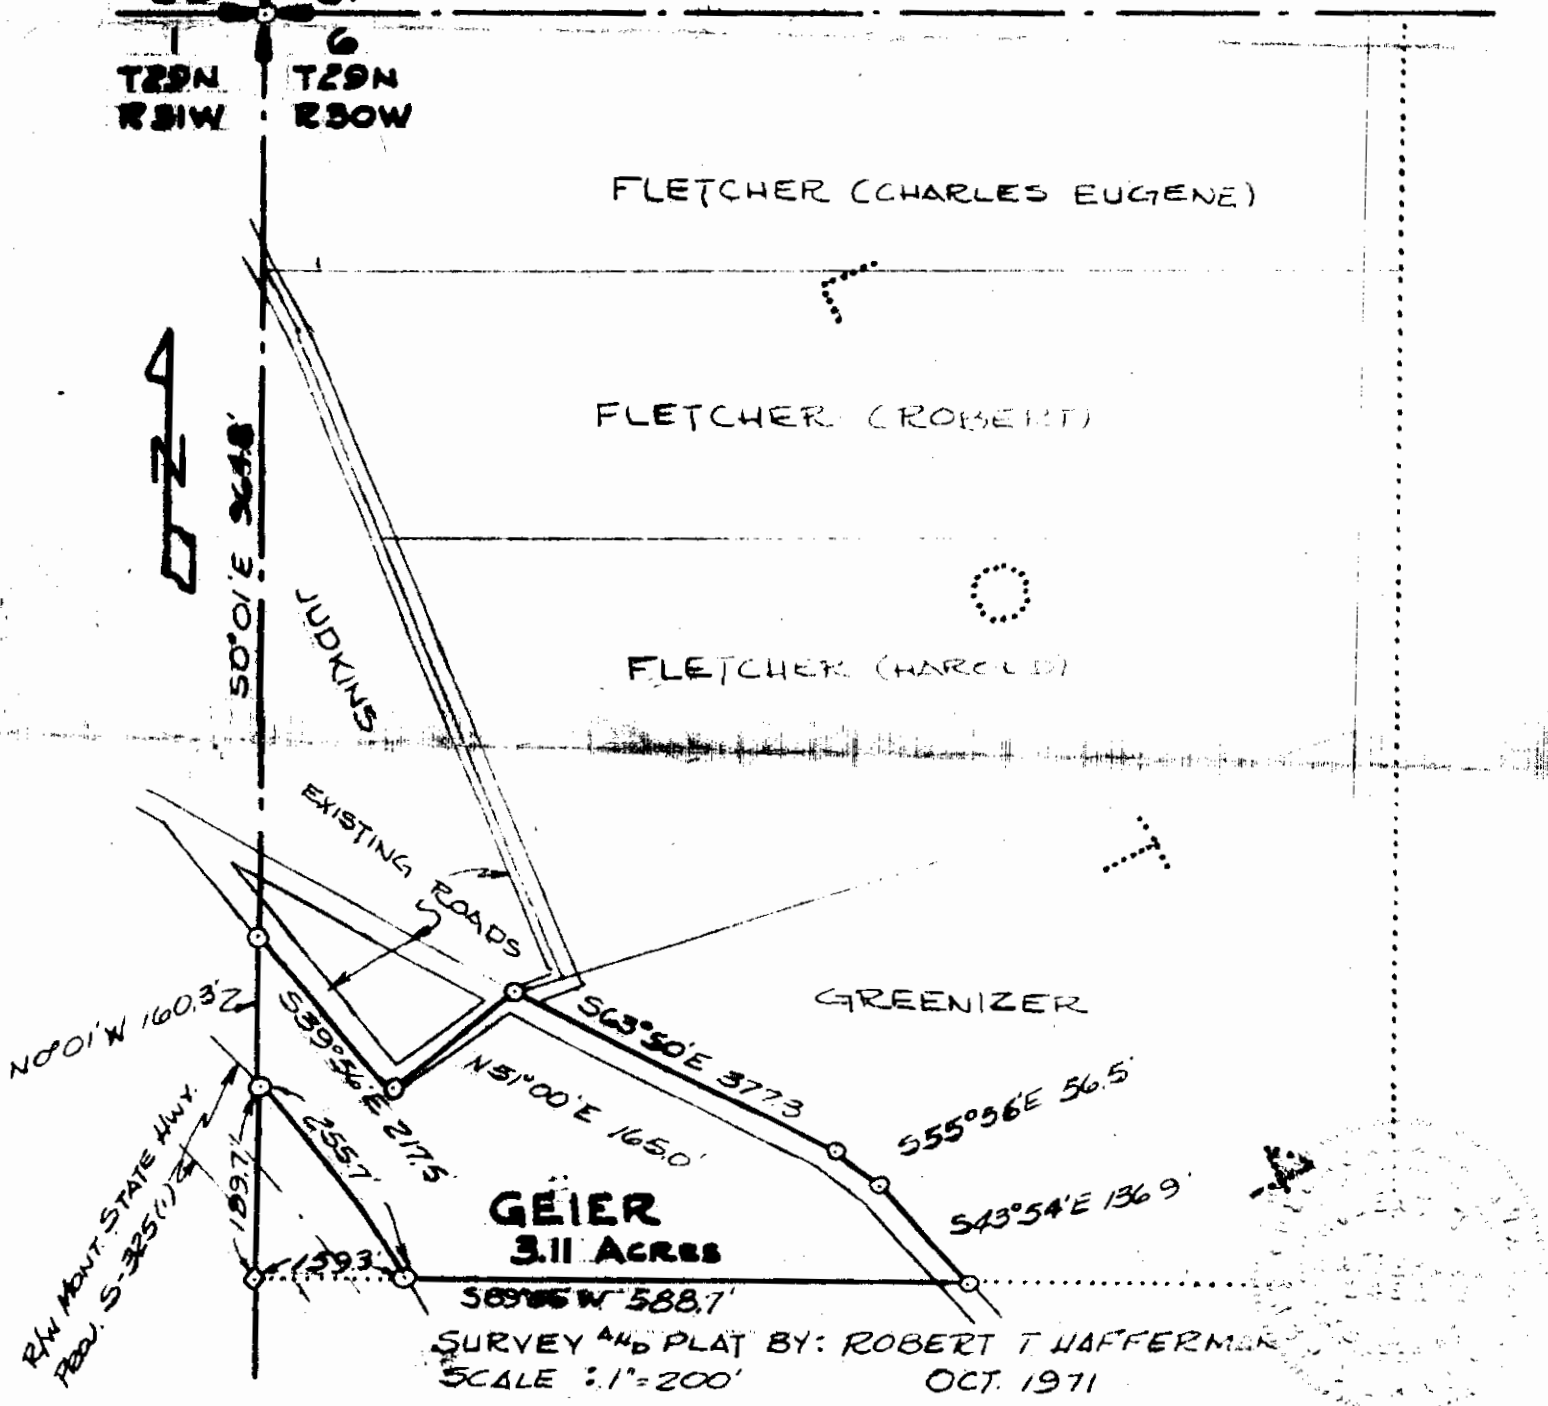 1
6
T29N
T29N
R31W
R30W
FLETCHER (CHARLES EUGENE)
FLETCHER (ROBERT)
N
S0°01'E
JUDKINS
FLETCHER (HAROLD)
LOT 4
EXISTING
ROADS
GREENIZER
N0°01'W 160.3'
S39°56'E 217.5'
N51°00'E 165.0'
S63°50'E 377.3
S55°36'E 56.5'
S43°54'E 136.9'
R/W MONT. STATE HWY.
PROJ. S-325(1)
189.7'
255.7'
159.3'
GEIER
3.11 ACRES
W 588.7'
SURVEY AND PLAT BY: ROBERT T HAFFERMAN
SCALE : 1"=200'
OCT. 1971